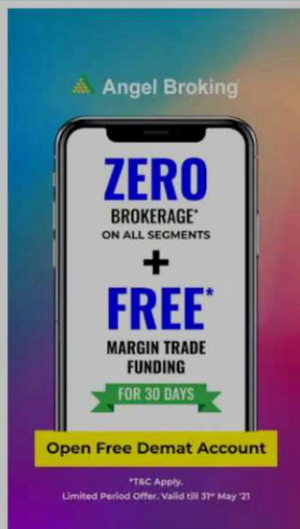 Angel Broking
ZERO
BROKERAGE*
ON ALL SEGMENTS
+
FREE*
MARGIN TRADE
FUNDING
FOR 30 DAYS
Open Free Demat Account
*T&C Apply.
Limited Period Offer. Valid till 31st May '21